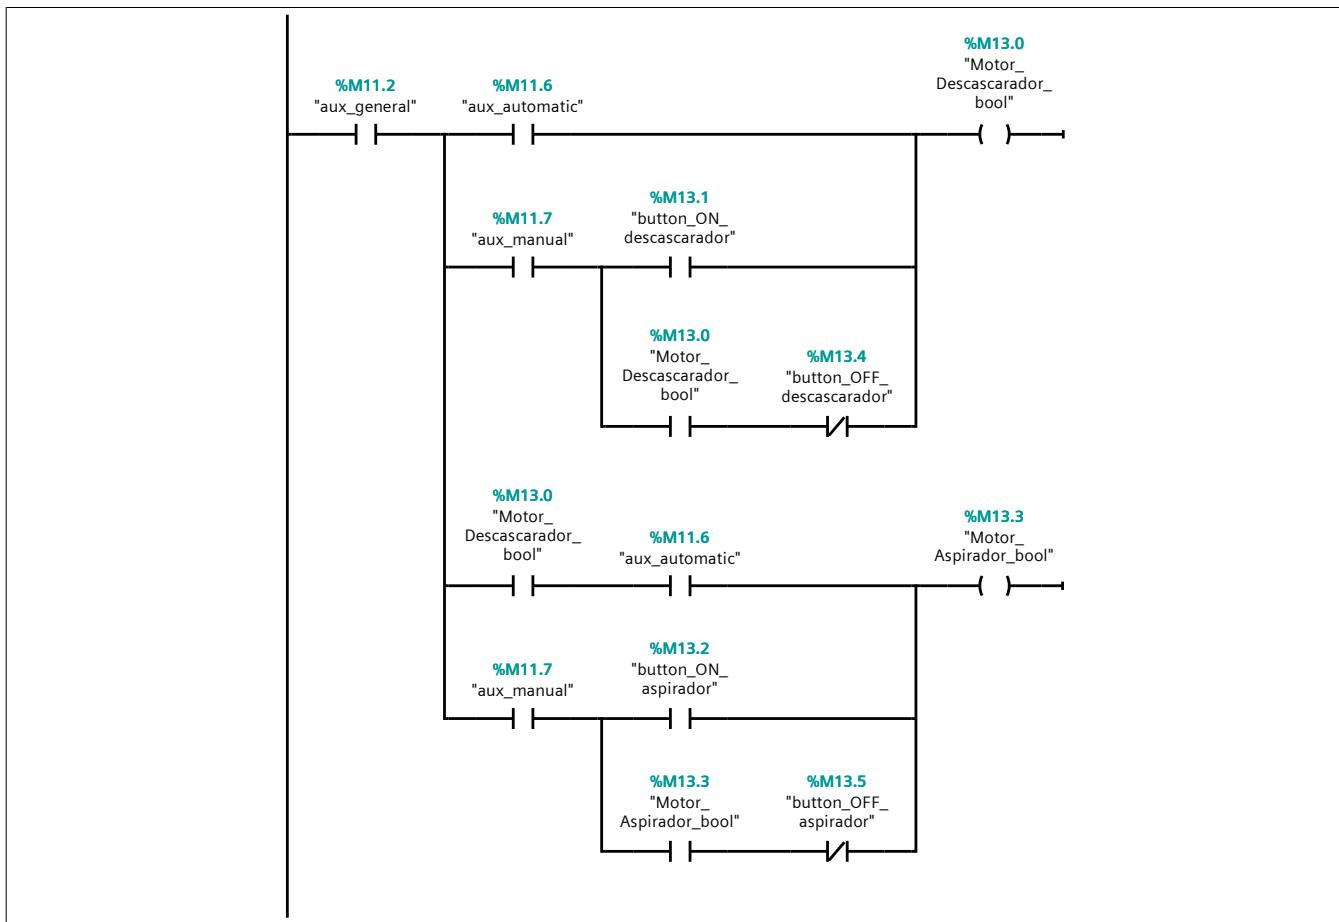 %M13.0
"Motor_
Descascarador_
bool"
%M11.2
"aux_general"
%M11.6
"aux_automatic"
%M13.1
"button_ON_
descascarador"
%M11.7
"aux_manual"
%M13.0
"Motor_
Descascarador_
bool"
%M13.4
"button_OFF_
descascarador"
%M13.0
"Motor_
Descascarador_
bool"
%M11.6
"aux_automatic"
%M13.3
"Motor_
Aspirador_bool"
%M13.2
"button_ON_
aspirador"
%M11.7
"aux_manual"
%M13.3
"Motor_
Aspirador_bool"
%M13.5
"button_OFF_
aspirador"